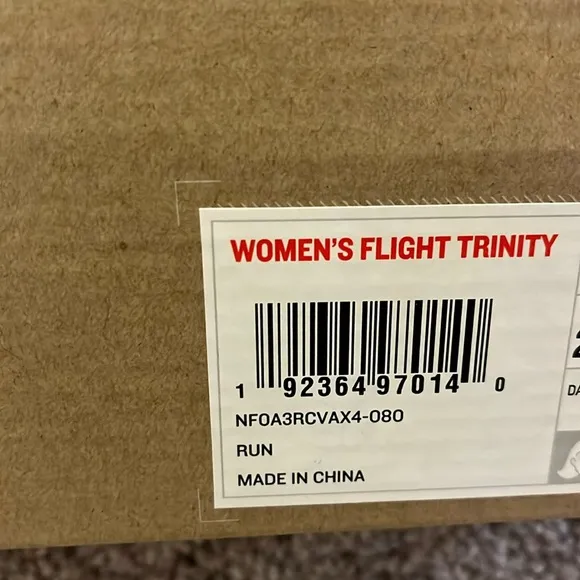 WOMEN'S FLIGHT TRINITY
1 92364 97014 0
NF0A3RCVAX4-080
RUN
MADE IN CHINA